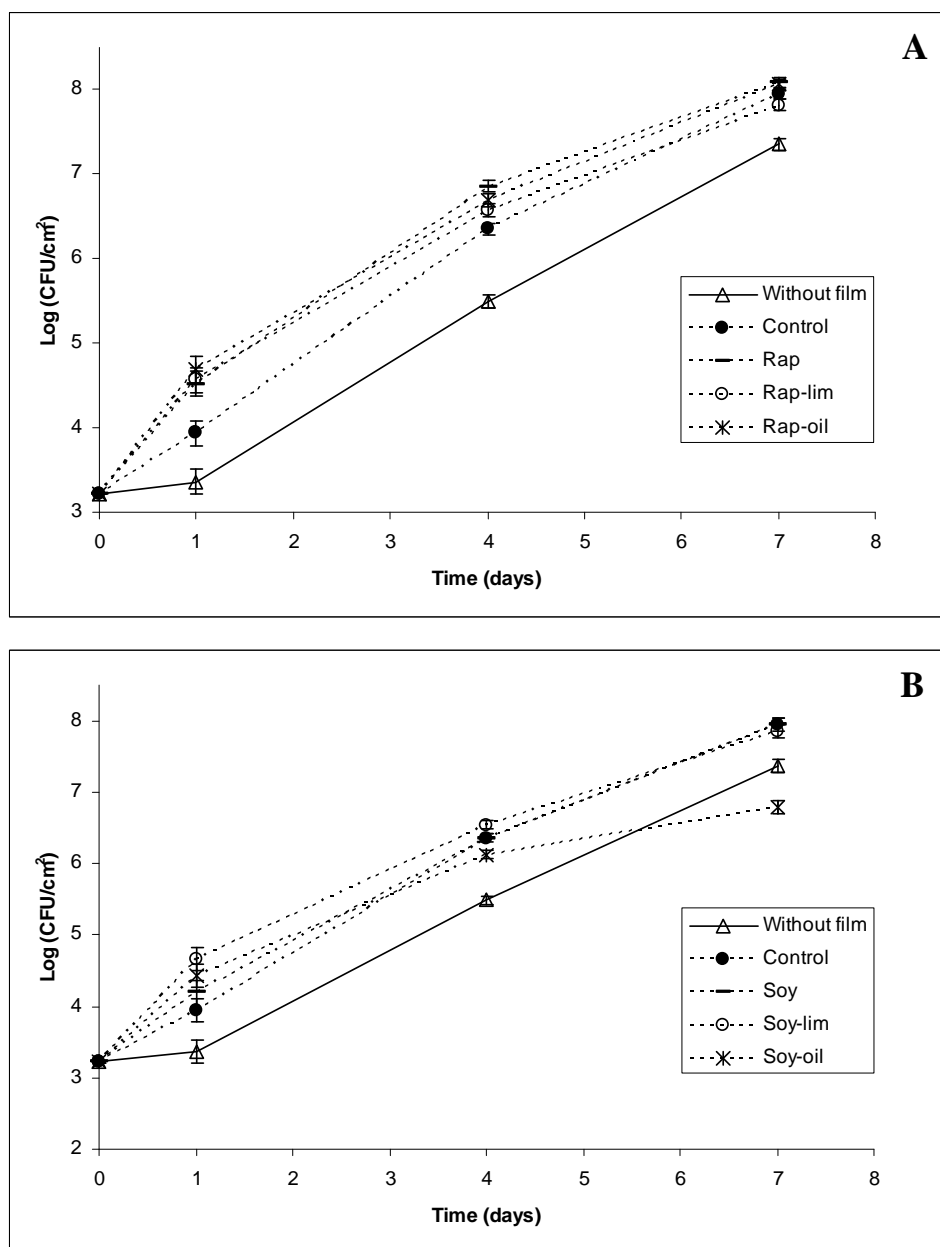 A
Log (CFU/cm²)
8
7
6
5
4
3
Without film
Control
Rap
Rap-lim
Rap-oil
0 1 2 3 4 5 6 7 8
Time (days)
B
Log (CFU/cm²)
8
7
6
5
4
3
2
Without film
Control
Soy
Soy-lim
Soy-oil
0 1 2 3 4 5 6 7 8
Time (days)